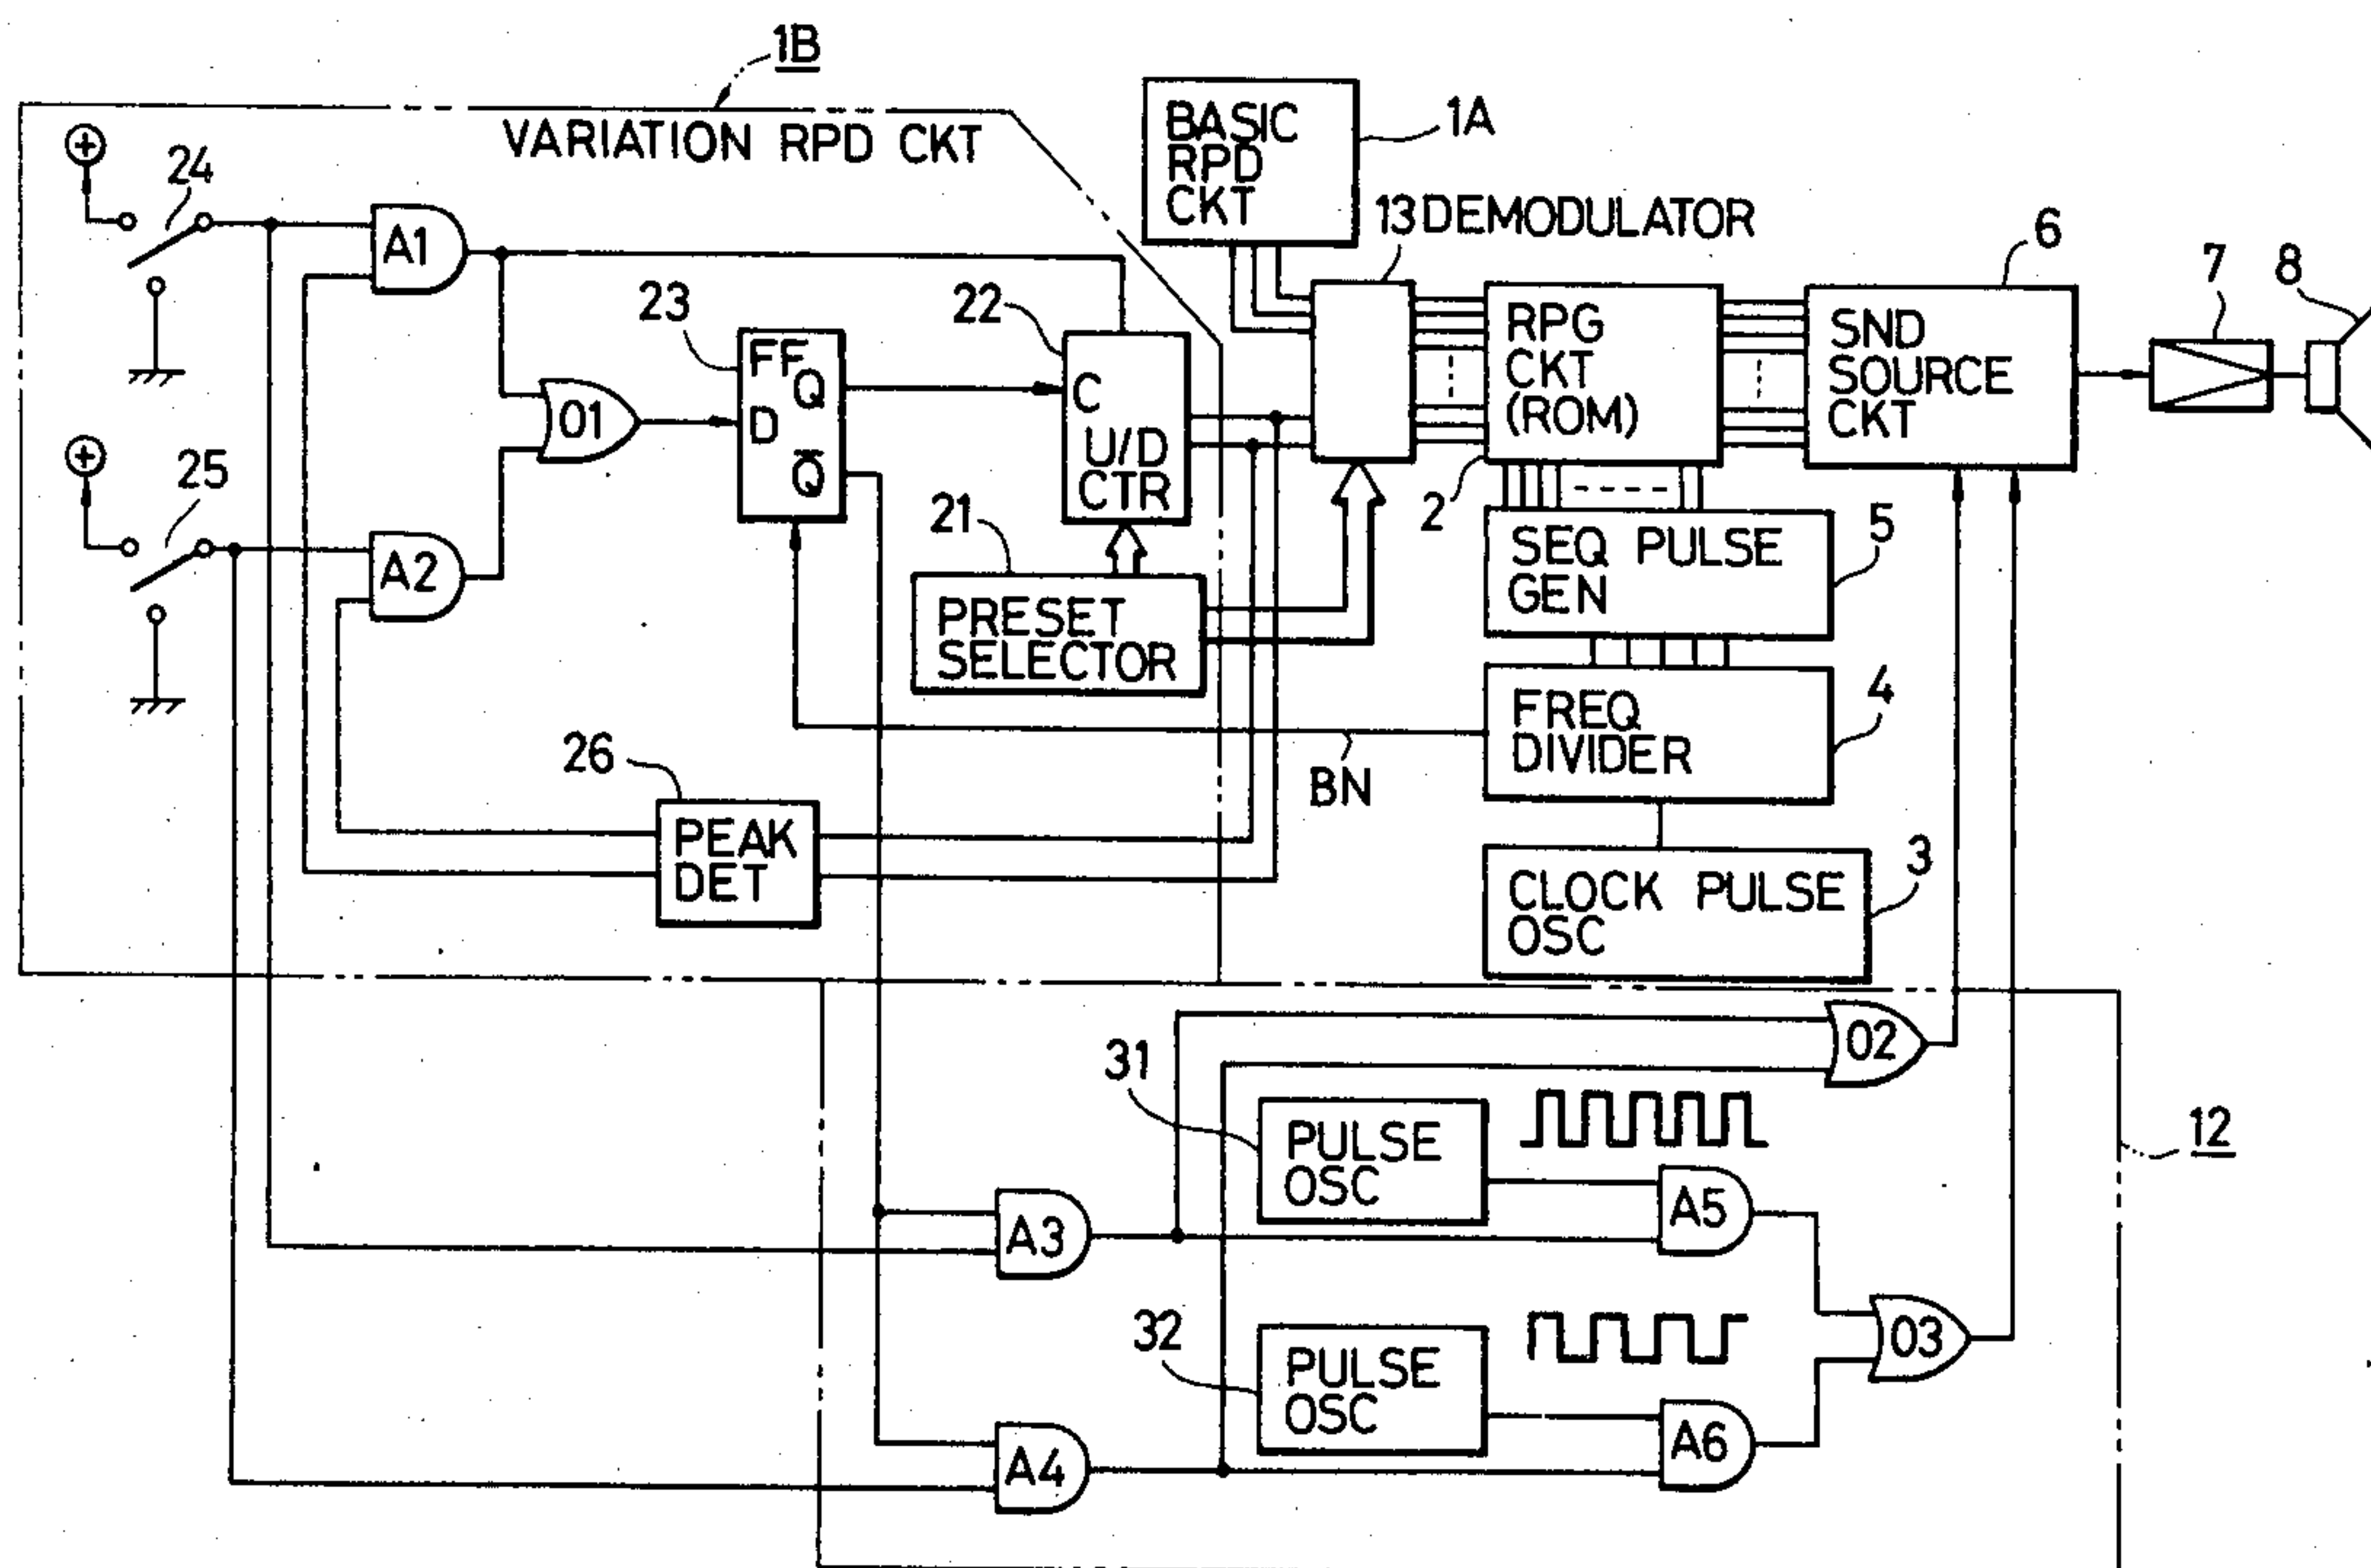 1B
VARIATION RPD CKT
BASIC
RPD
CKT
1A
24
A1
13 DEMODULATOR
6
7
8
23
22
FF
Q
D
Q̅
C
U/D
CTR
O1
RPG
CKT
(ROM)
SND
SOURCE
CKT
25
A2
21
PRESET
SELECTOR
2
SEQ PULSE
GEN
5
FREQ
DIVIDER
4
BN
26
PEAK
DET
CLOCK PULSE
OSC
3
O2
31
PULSE
OSC
12
A3
A5
32
PULSE
OSC
O3
A4
A6